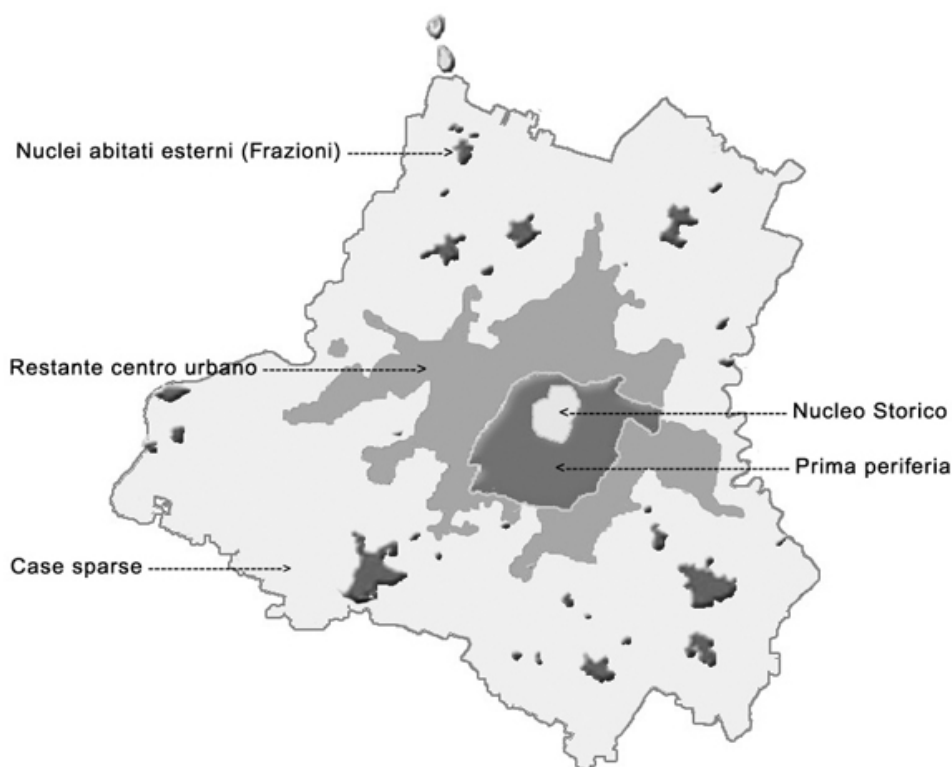 Nuclei abitati esterni (Frazioni)
Restante centro urbano
Nucleo Storico
Prima periferia
Case sparse